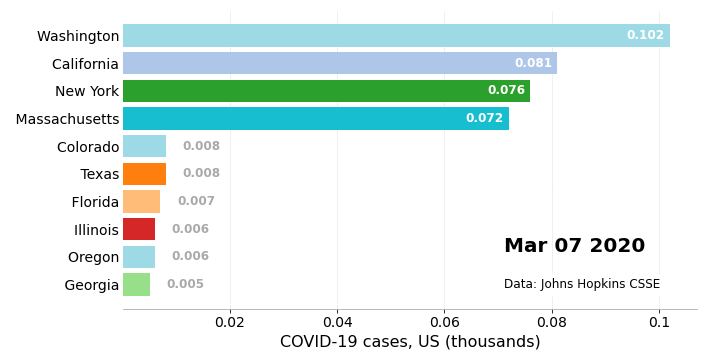 Washington 0.102
California 0.081
New York 0.076
Massachusetts 0.072
Colorado 0.008
Texas 0.008
Florida 0.007
Illinois 0.006
Oregon 0.006
Georgia 0.005
Mar 07 2020
Data: Johns Hopkins CSSE
0.02 0.04 0.06 0.08 0.1
COVID-19 cases, US (thousands)